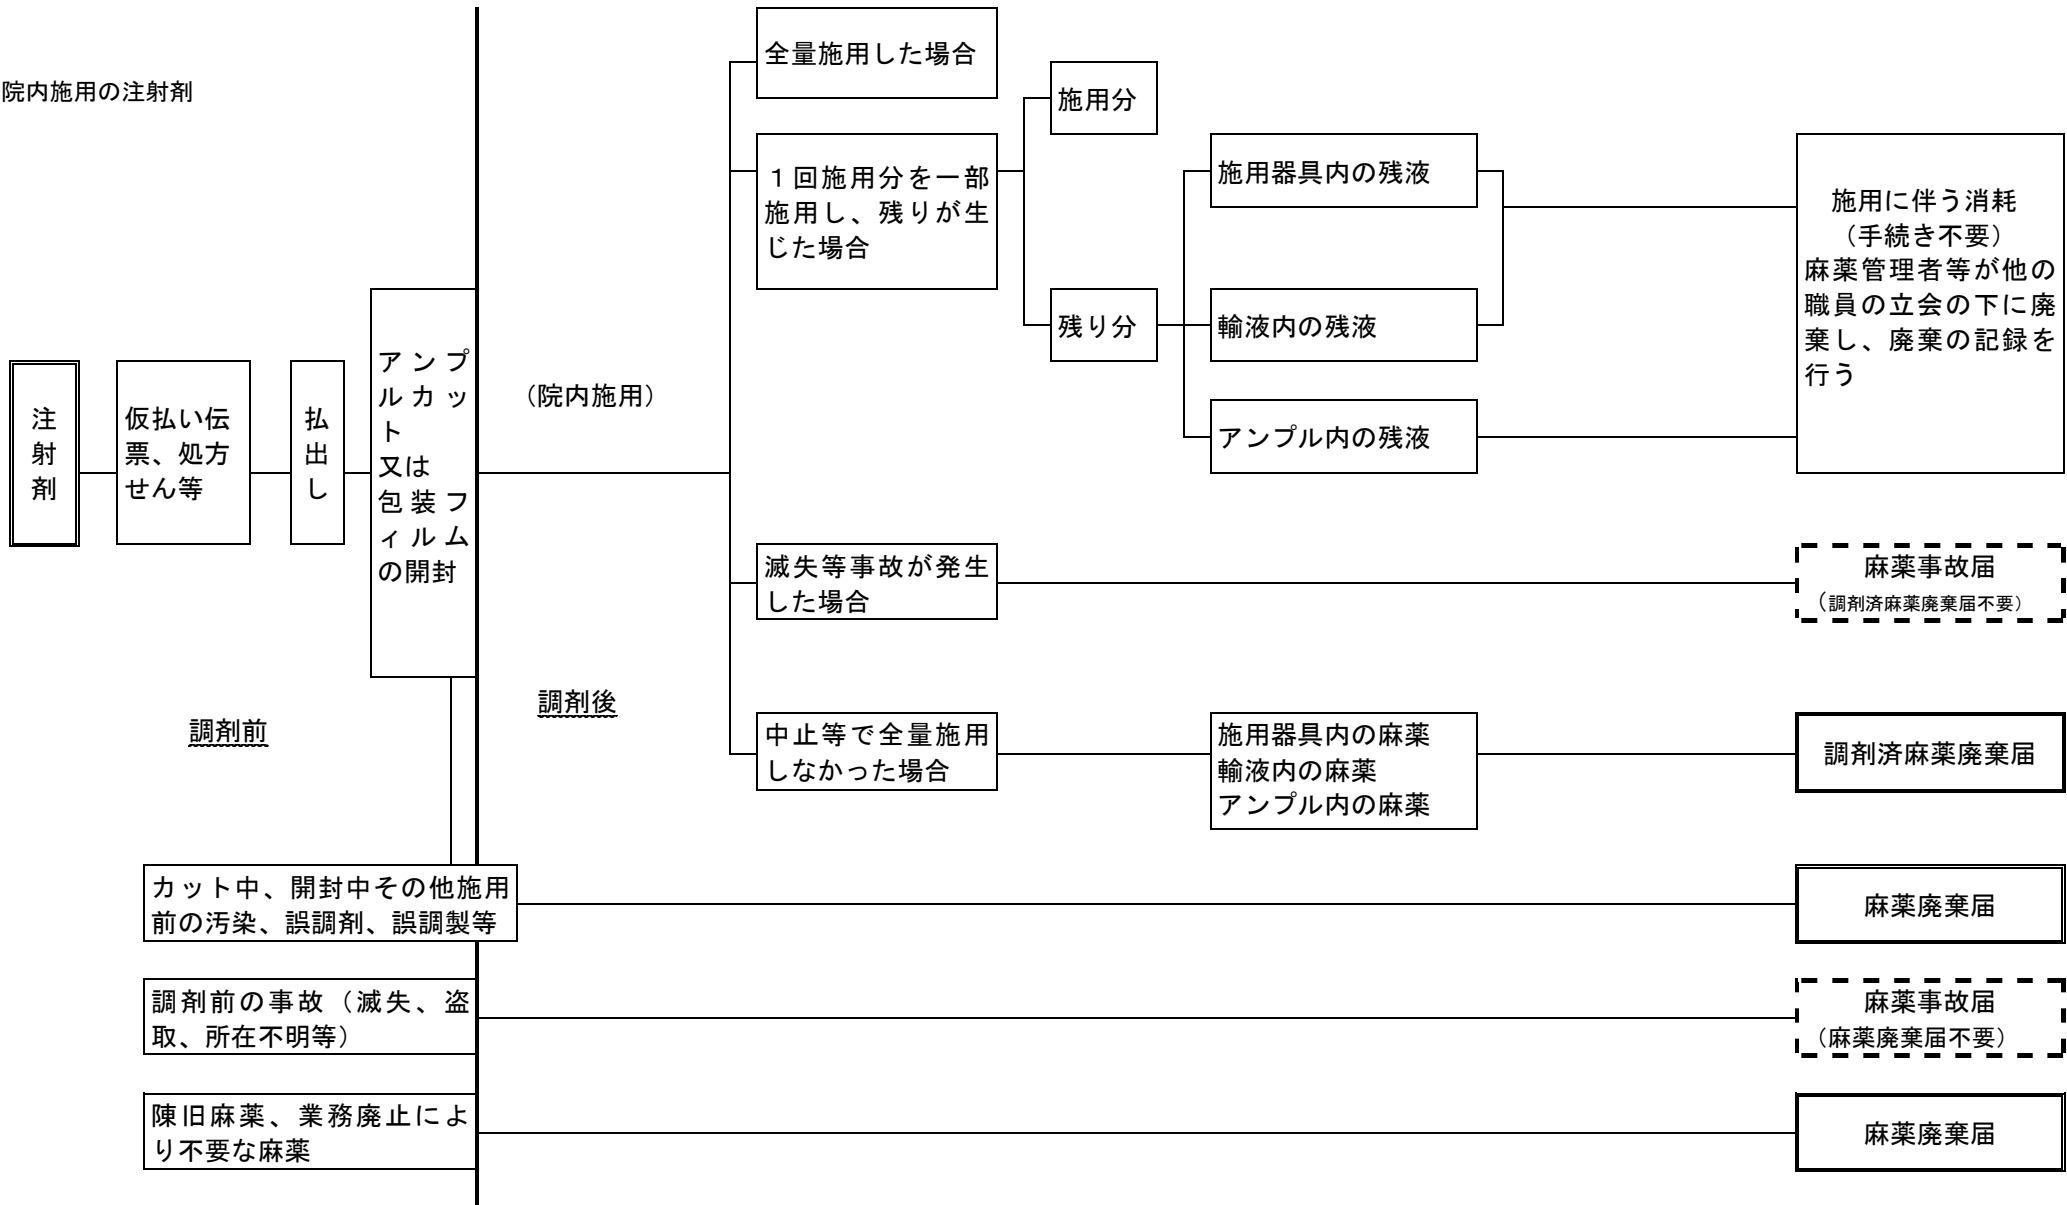 院内施用の注射剤
注
射
剤
仮払い伝
票、処方
せん等
払
出
し
アンプ
ルカッ
ト
又は
包装フ
ィルム
の開封
(院内施用)
全量施用した場合
1回施用分を一部
施用し、残りが生
じた場合
施用分
残り分
施用器具内の残液
輸液内の残液
アンプル内の残液
施用に伴う消耗
(手続き不要)
麻薬管理者等が他の
職員の立会の下に廃
棄し、廃棄の記録を
行う
滅失等事故が発生
した場合
麻薬事故届
(調剤済麻薬廃棄届不要)
調剤前
調剤後
中止等で全量施用
しなかった場合
施用器具内の麻薬
輸液内の麻薬
アンプル内の麻薬
調剤済麻薬廃棄届
カット中、開封中その他施用
前の汚染、誤調剤、誤調製等
麻薬廃棄届
調剤前の事故(滅失、盗
取、所在不明等)
麻薬事故届
(麻薬廃棄届不要)
陳旧麻薬、業務廃止によ
り不要な麻薬
麻薬廃棄届